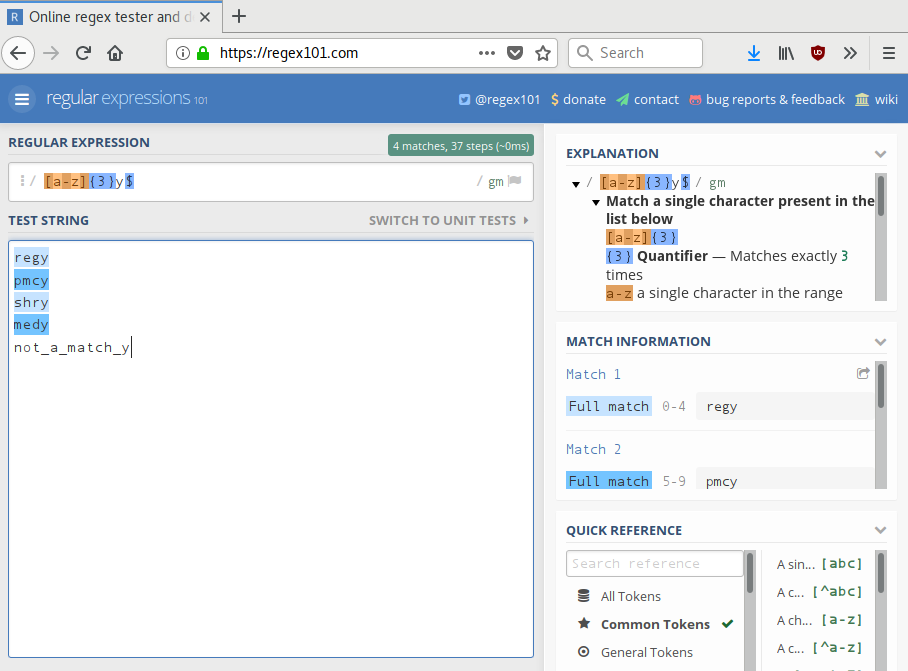 Online regex tester and d
https://regex101.com
Search
regular expressions 101
@regex101
$ donate
contact
bug reports & feedback
wiki
REGULAR EXPRESSION
4 matches, 37 steps (~0ms)
/ [a-z]{3}y$
/ gm
TEST STRING
SWITCH TO UNIT TESTS
regy
pmcy
shry
medy
not_a_match_y
EXPLANATION
/ [a-z]{3}y$ / gm
Match a single character present in the
list below
[a-z]{3}
{3} Quantifier — Matches exactly 3
times
a-z a single character in the range
MATCH INFORMATION
Match 1
Full match 0-4 regy
Match 2
Full match 5-9 pmcy
QUICK REFERENCE
Search reference
All Tokens
Common Tokens
General Tokens
A sin... [abc]
A c... [^abc]
A ch... [a-z]
A c... [^a-z]